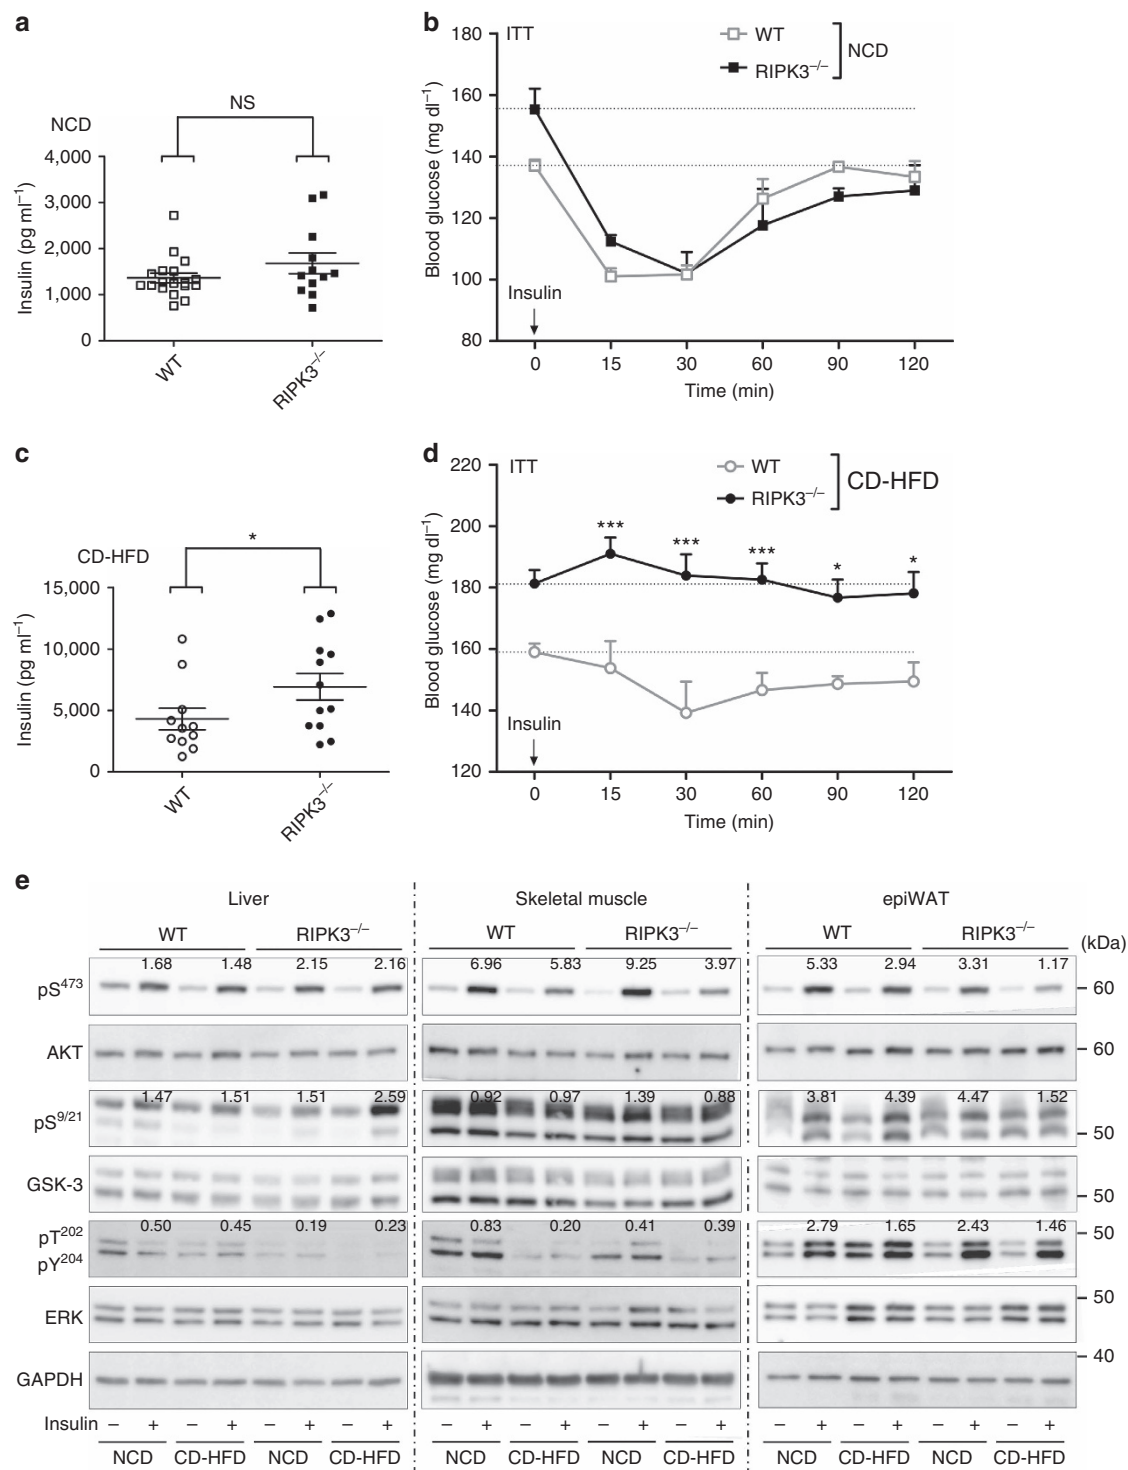 a
NCD
NS
Insulin (pg ml⁻¹)
4,000
3,000
2,000
1,000
0
WT
RIPK3⁻/⁻
b
ITT
WT
RIPK3⁻/⁻
NCD
Blood glucose (mg dl⁻¹)
180
160
140
120
100
80
Insulin
0 15 30 60 90 120
Time (min)
c
CD-HFD
*
Insulin (pg ml⁻¹)
15,000
10,000
5,000
0
WT
RIPK3⁻/⁻
d
ITT
WT
RIPK3⁻/⁻
CD-HFD
Blood glucose (mg dl⁻¹)
220
200
180
160
140
120
*** *** *** * *
Insulin
0 15 30 60 90 120
Time (min)
e
Liver Skeletal muscle epiWAT
WT RIPK3⁻/⁻ WT RIPK3⁻/⁻ WT RIPK3⁻/⁻ (kDa)
1.68 1.48 2.15 2.16 6.96 5.83 9.25 3.97 5.33 2.94 3.31 1.17
pS⁴⁷³ 60
AKT 60
1.47 1.51 1.51 2.59 0.92 0.97 1.39 0.88 3.81 4.39 4.47 1.52
pS⁹/²¹ 50
GSK-3 50
0.50 0.45 0.19 0.23 0.83 0.20 0.41 0.39 2.79 1.65 2.43 1.46
pT²⁰² 50
pY²⁰⁴
ERK 50
40
GAPDH
Insulin − + − + − + − + − + − + − + − + − + − + − + − +
NCD CD-HFD NCD CD-HFD NCD CD-HFD NCD CD-HFD NCD CD-HFD NCD CD-HFD